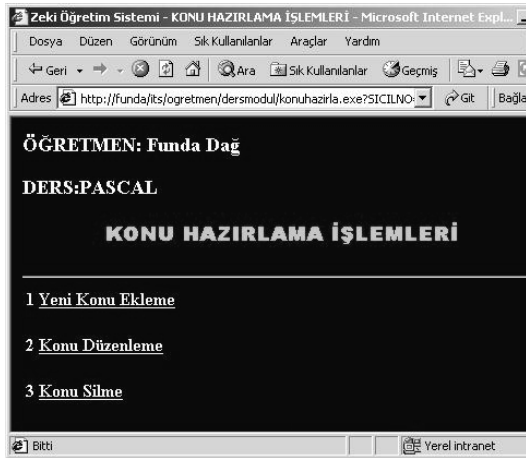 Zeki Öğretim Sistemi - KONU HAZIRLAMA İŞLEMLERİ - Microsoft Internet Expl...
Dosya Düzen Görünüm Sık Kullanılanlar Araçlar Yardım
Geri Ara Sık Kullanılanlar Geçmiş
Adres http://funda/its/ogretmen/dersmodul/konuhazirla.exe?SICILNO= Git Bağla
ÖĞRETMEN: Funda Dağ
DERS:PASCAL
KONU HAZIRLAMA İŞLEMLERİ
1 Yeni Konu Ekleme
2 Konu Düzenleme
3 Konu Silme
Bitti Yerel intranet